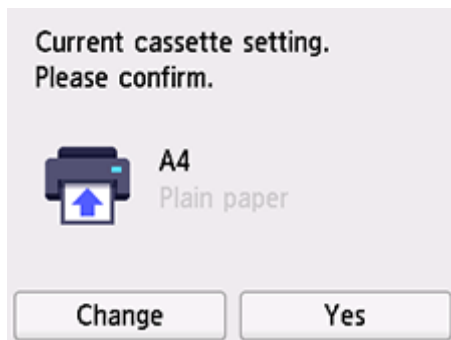 Current cassette setting.
Please confirm.
A4
Plain paper
Change
Yes